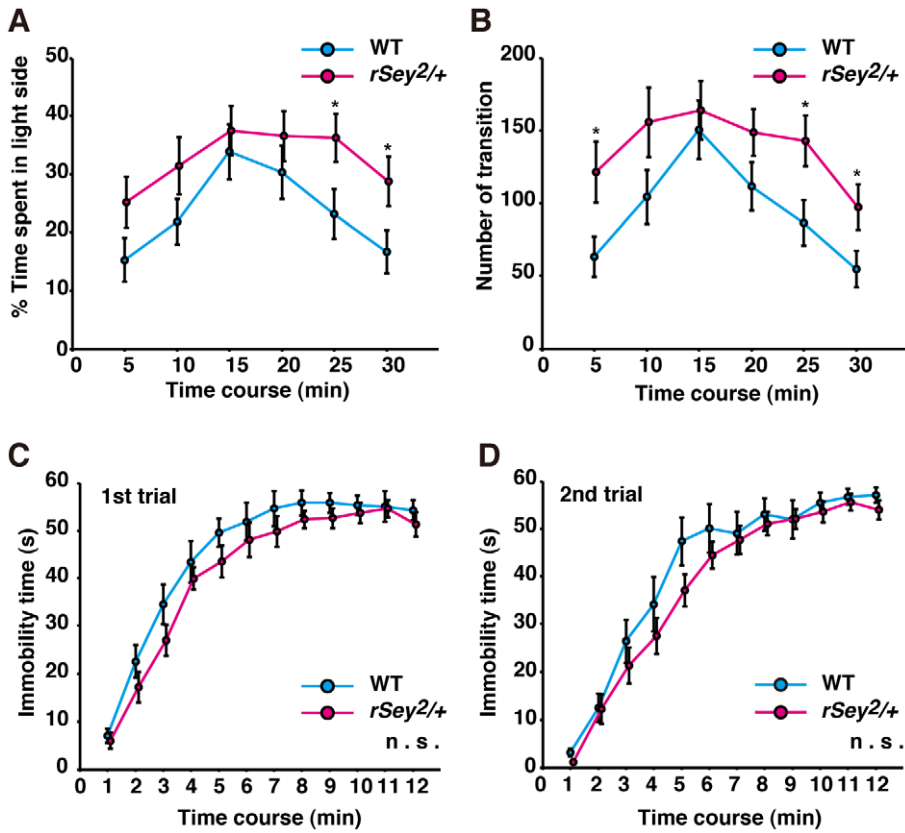 A
WT
rSey2/+
% Time spent in light side
50
40
30
20
10
0
*
*
0 5 10 15 20 25 30
Time course (min)
B
WT
rSey2/+
Number of transition
200
150
100
50
0
*
*
*
0 5 10 15 20 25 30
Time course (min)
C
1st trial
Immobility time (s)
60
50
40
30
20
10
0
WT
rSey2/+
n . s .
0 1 2 3 4 5 6 7 8 9 10 11 12
Time course (min)
D
2nd trial
Immobility time (s)
60
50
40
30
20
10
0
WT
rSey2/+
n . s .
0 1 2 3 4 5 6 7 8 9 10 11 12
Time course (min)